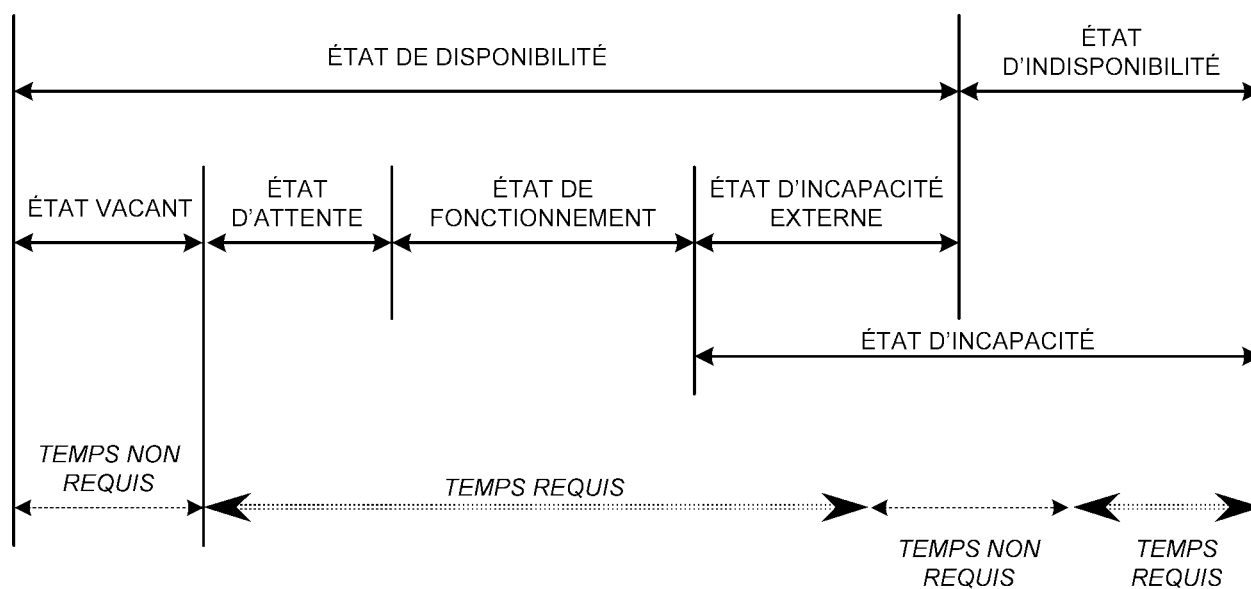 ÉTAT DE DISPONIBILITÉ
ÉTAT
D'INDISPONIBILITÉ
ÉTAT VACANT
ÉTAT
D'ATTENTE
ÉTAT DE
FONCTIONNEMENT
ÉTAT D'INCAPACITÉ
EXTERNE
ÉTAT D'INCAPACITÉ
TEMPS NON
REQUIS
TEMPS REQUIS
TEMPS NON
REQUIS
TEMPS
REQUIS